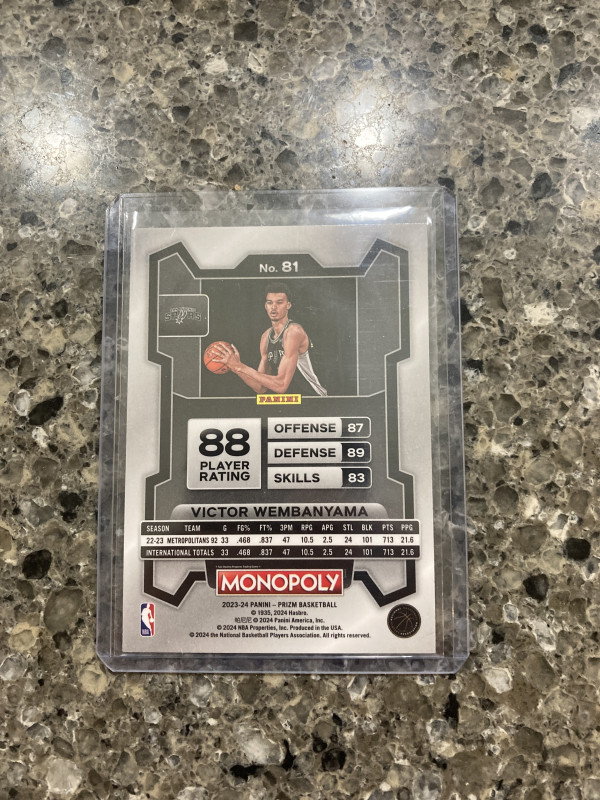 No. 81
SPURS
PANINI
88
PLAYER
RATING
OFFENSE 87
DEFENSE 89
SKILLS 83
VICTOR WEMBANYAMA
SEASON TEAM G FG% FT% 3PM RPG APG STL BLK PTS PPG
22-23 METROPOLITANS 92 33 .468 .837 47 10.5 2.5 24 101 713 21.6
INTERNATIONAL TOTALS 33 .468 .837 47 10.5 2.5 24 101 713 21.6
MONOPOLY
2023-24 PANINI – PRIZM BASKETBALL
© 1935, 2024 Hasbro.
帕尼尼 © 2024 Panini America, Inc.
© 2024 NBA Properties, Inc. Produced in the USA.
© 2024 the National Basketball Players Association. All rights reserved.